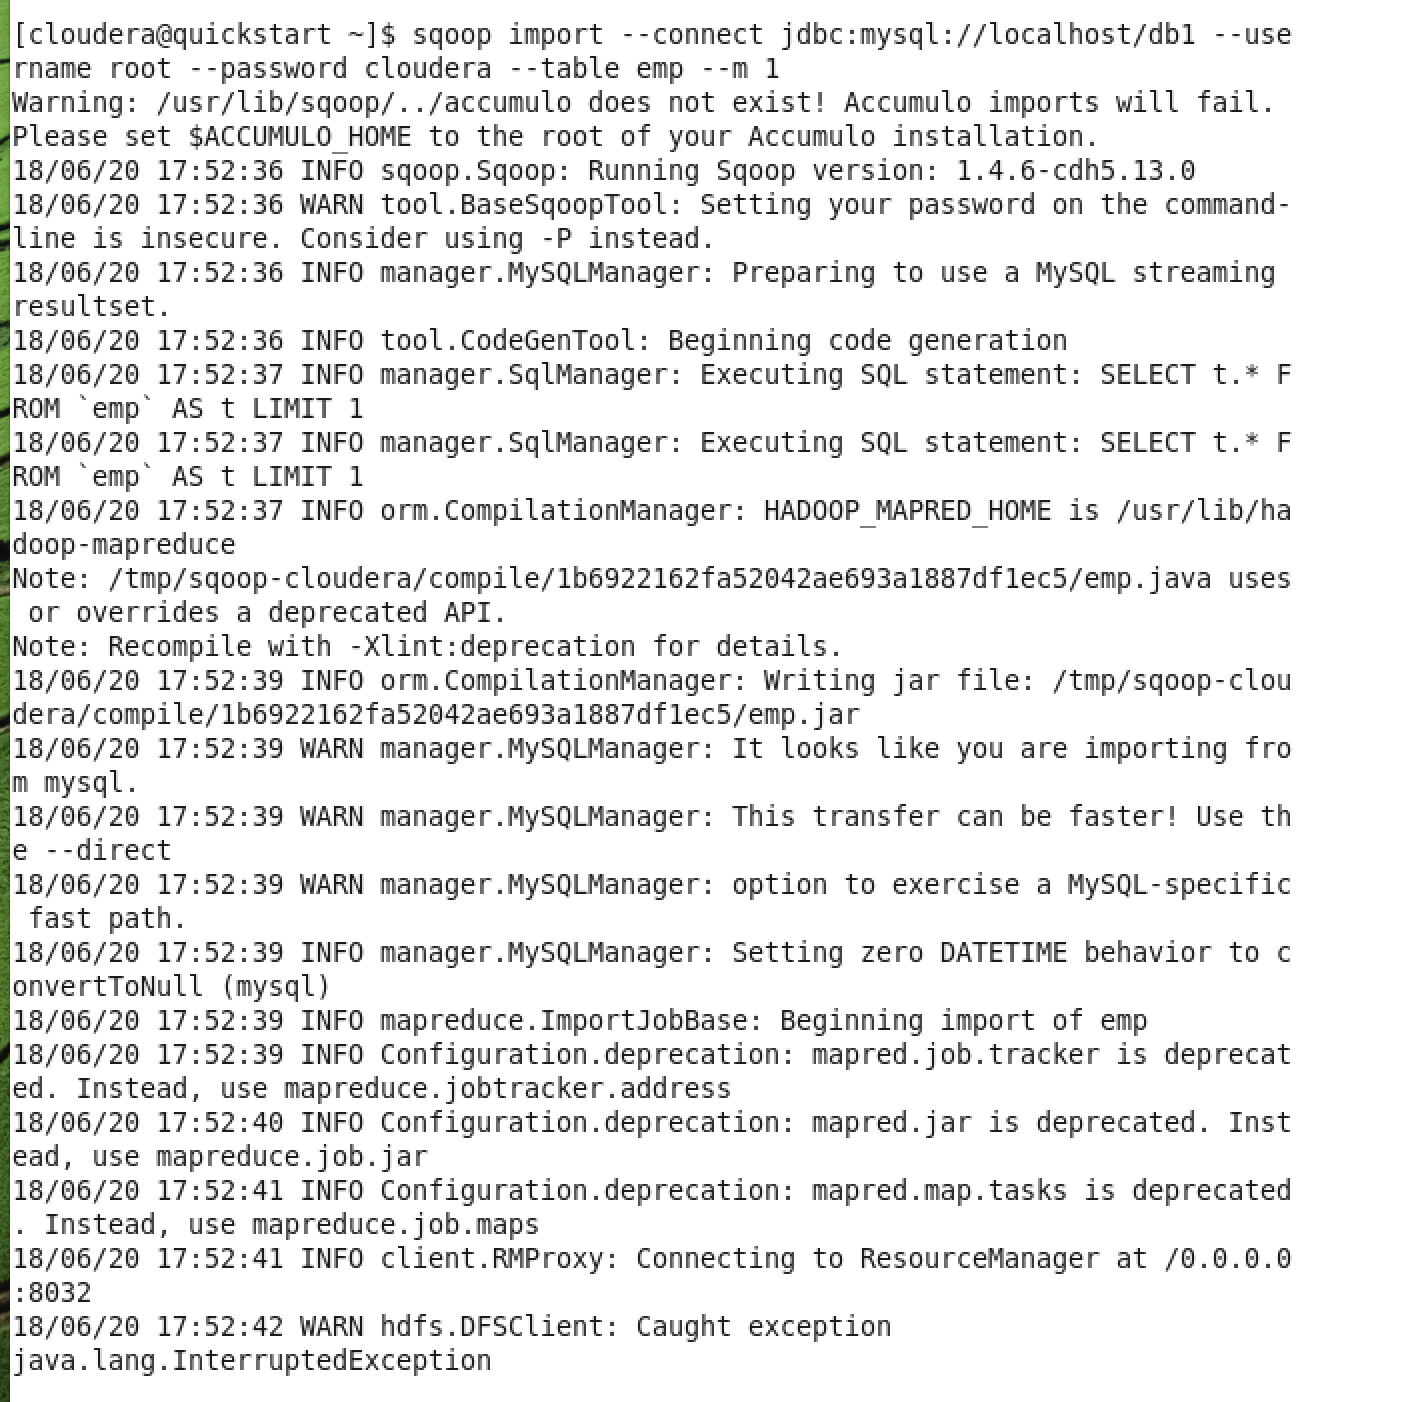 [cloudera@quickstart ~]$ sqoop import --connect jdbc:mysql://localhost/db1 --use
rname root --password cloudera --table emp --m 1
Warning: /usr/lib/sqoop/../accumulo does not exist! Accumulo imports will fail.
Please set $ACCUMULO_HOME to the root of your Accumulo installation.
18/06/20 17:52:36 INFO sqoop.Sqoop: Running Sqoop version: 1.4.6-cdh5.13.0
18/06/20 17:52:36 WARN tool.BaseSqoopTool: Setting your password on the command-
line is insecure. Consider using -P instead.
18/06/20 17:52:36 INFO manager.MySQLManager: Preparing to use a MySQL streaming
resultset.
18/06/20 17:52:36 INFO tool.CodeGenTool: Beginning code generation
18/06/20 17:52:37 INFO manager.SqlManager: Executing SQL statement: SELECT t.* F
ROM `emp` AS t LIMIT 1
18/06/20 17:52:37 INFO manager.SqlManager: Executing SQL statement: SELECT t.* F
ROM `emp` AS t LIMIT 1
18/06/20 17:52:37 INFO orm.CompilationManager: HADOOP_MAPRED_HOME is /usr/lib/ha
doop-mapreduce
Note: /tmp/sqoop-cloudera/compile/1b6922162fa52042ae693a1887df1ec5/emp.java uses
 or overrides a deprecated API.
Note: Recompile with -Xlint:deprecation for details.
18/06/20 17:52:39 INFO orm.CompilationManager: Writing jar file: /tmp/sqoop-clou
dera/compile/1b6922162fa52042ae693a1887df1ec5/emp.jar
18/06/20 17:52:39 WARN manager.MySQLManager: It looks like you are importing fro
m mysql.
18/06/20 17:52:39 WARN manager.MySQLManager: This transfer can be faster! Use th
e --direct
18/06/20 17:52:39 WARN manager.MySQLManager: option to exercise a MySQL-specific
 fast path.
18/06/20 17:52:39 INFO manager.MySQLManager: Setting zero DATETIME behavior to c
onvertToNull (mysql)
18/06/20 17:52:39 INFO mapreduce.ImportJobBase: Beginning import of emp
18/06/20 17:52:39 INFO Configuration.deprecation: mapred.job.tracker is deprecat
ed. Instead, use mapreduce.jobtracker.address
18/06/20 17:52:40 INFO Configuration.deprecation: mapred.jar is deprecated. Inst
ead, use mapreduce.job.jar
18/06/20 17:52:41 INFO Configuration.deprecation: mapred.map.tasks is deprecated
. Instead, use mapreduce.job.maps
18/06/20 17:52:41 INFO client.RMProxy: Connecting to ResourceManager at /0.0.0.0
:8032
18/06/20 17:52:42 WARN hdfs.DFSClient: Caught exception
java.lang.InterruptedException